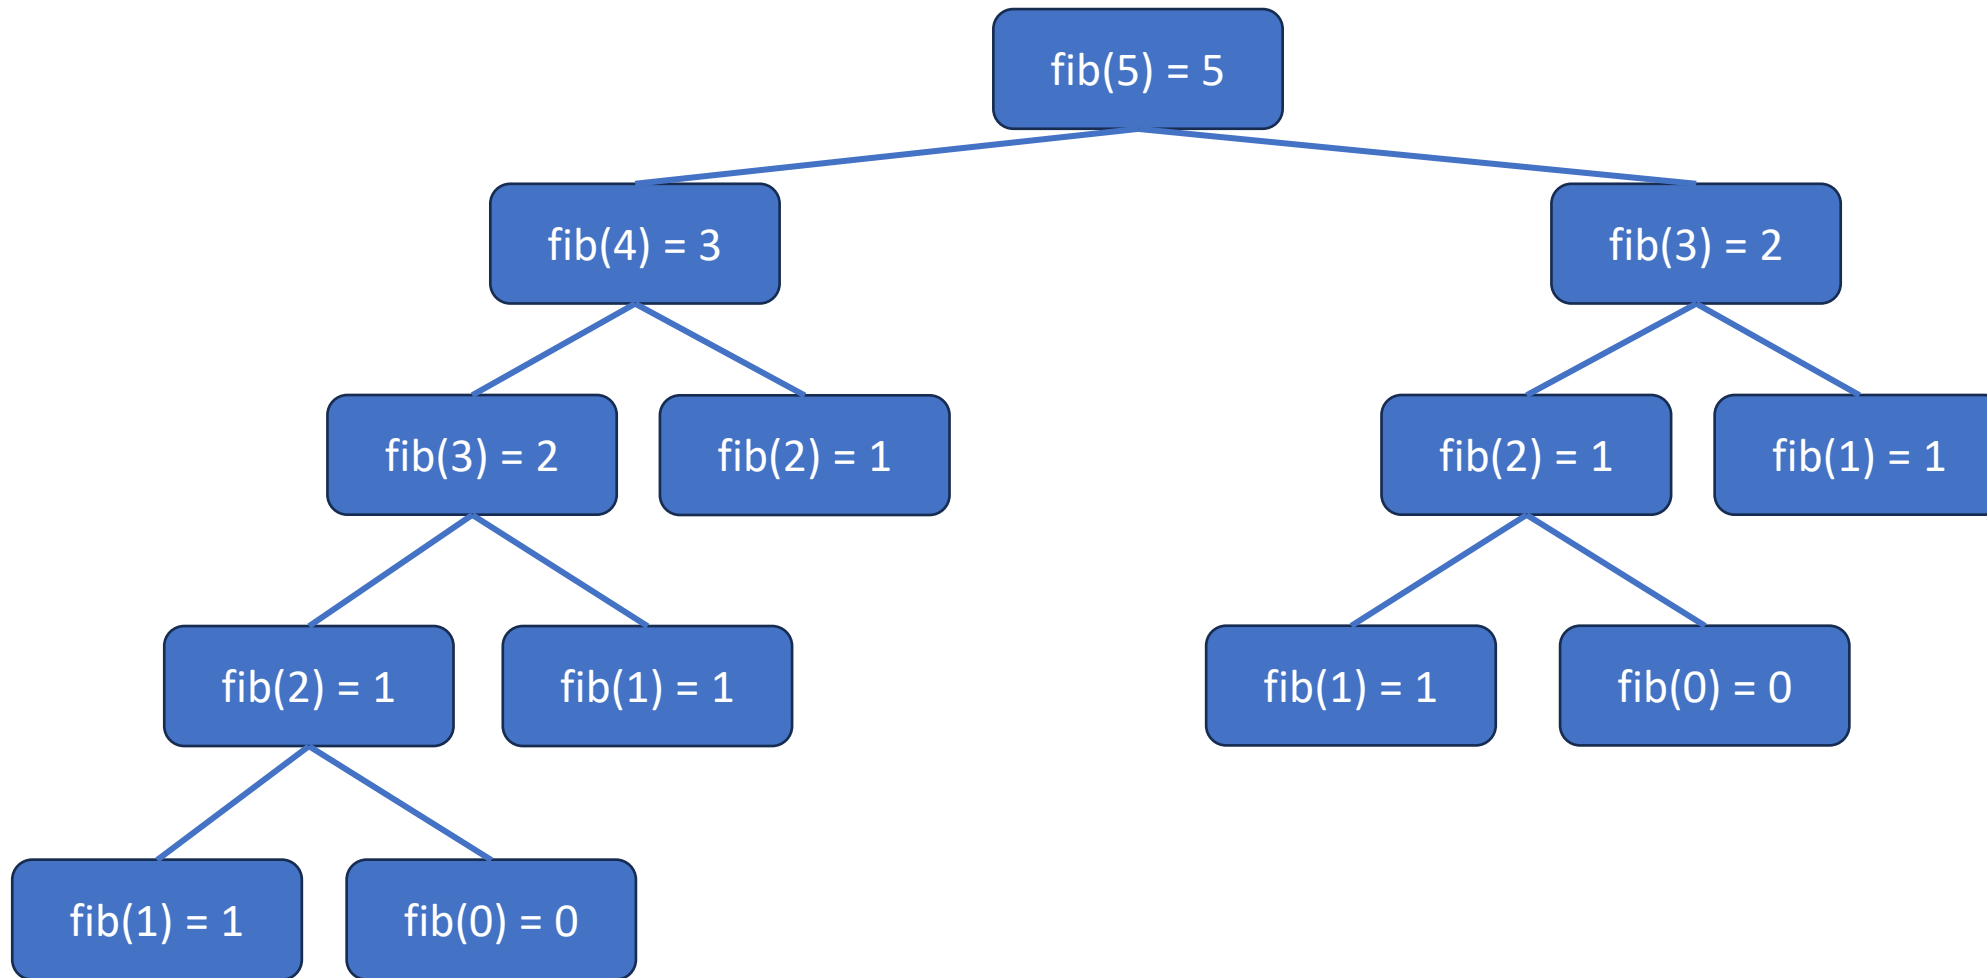 fib(5) = 5
fib(4) = 3
fib(3) = 2
fib(3) = 2
fib(2) = 1
fib(2) = 1
fib(1) = 1
fib(2) = 1
fib(1) = 1
fib(1) = 1
fib(0) = 0
fib(1) = 1
fib(0) = 0